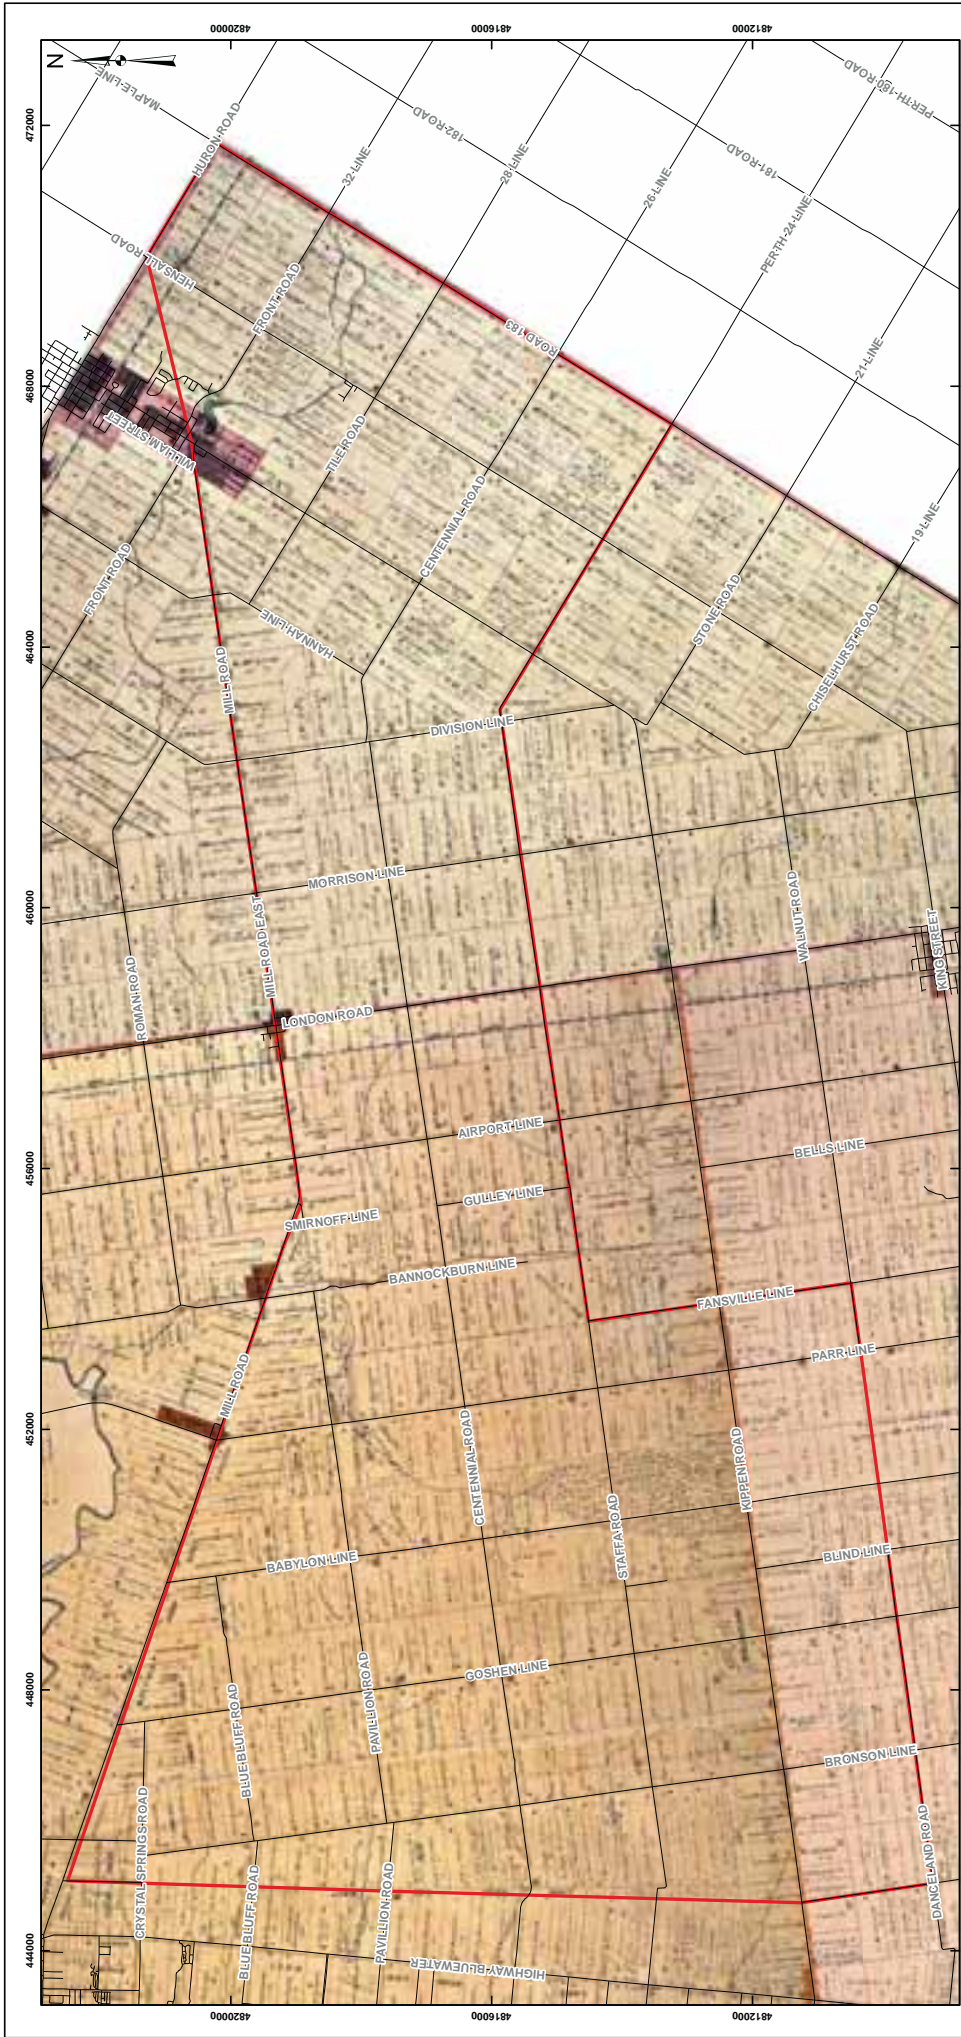 4820000
4816000
4812000
N
472000
468000
464000
460000
456000
452000
448000
444000
MAPLE-LINE
HURON-ROAD
182-ROAD
PERTH-180-ROAD
32-LINE
28-LINE
181-ROAD
26-LINE
HENSALL ROAD
PERTH-24-LINE
FRONT-ROAD
ROAD 183
21-LINE
WILLIAM-STREET
TILE-ROAD
CENTENNIAL-ROAD
19-LINE
FRONT-ROAD
HANNAH-LINE
STONE-ROAD
CHISELHURST-ROAD
MILL-ROAD
DIVISION-LINE
MORRISON-LINE
MILL-ROAD-EAST
WALNUT-ROAD
KING-STREET
ROMAN-ROAD
LONDON ROAD
AIRPORT LINE
BELLS LINE
GULLEY LINE
SMIRNOFF LINE
BANNOCKBURN LINE
FANSVILLE LINE
PARR LINE
MILL-ROAD
CENTENNIAL-ROAD
KIPPEN-ROAD
STAFFA-ROAD
BABYLON LINE
BLIND LINE
GOSHEN LINE
PAVILLION-ROAD
BLUE-BLUFF-ROAD
BRONSON LINE
CRYSTAL-SPRINGS-ROAD
DANCELAND ROAD
BLUE-BLUFF-ROAD
PAVILLION-ROAD
HIGHWAY BLUEWATER
4820000
4816000
4812000